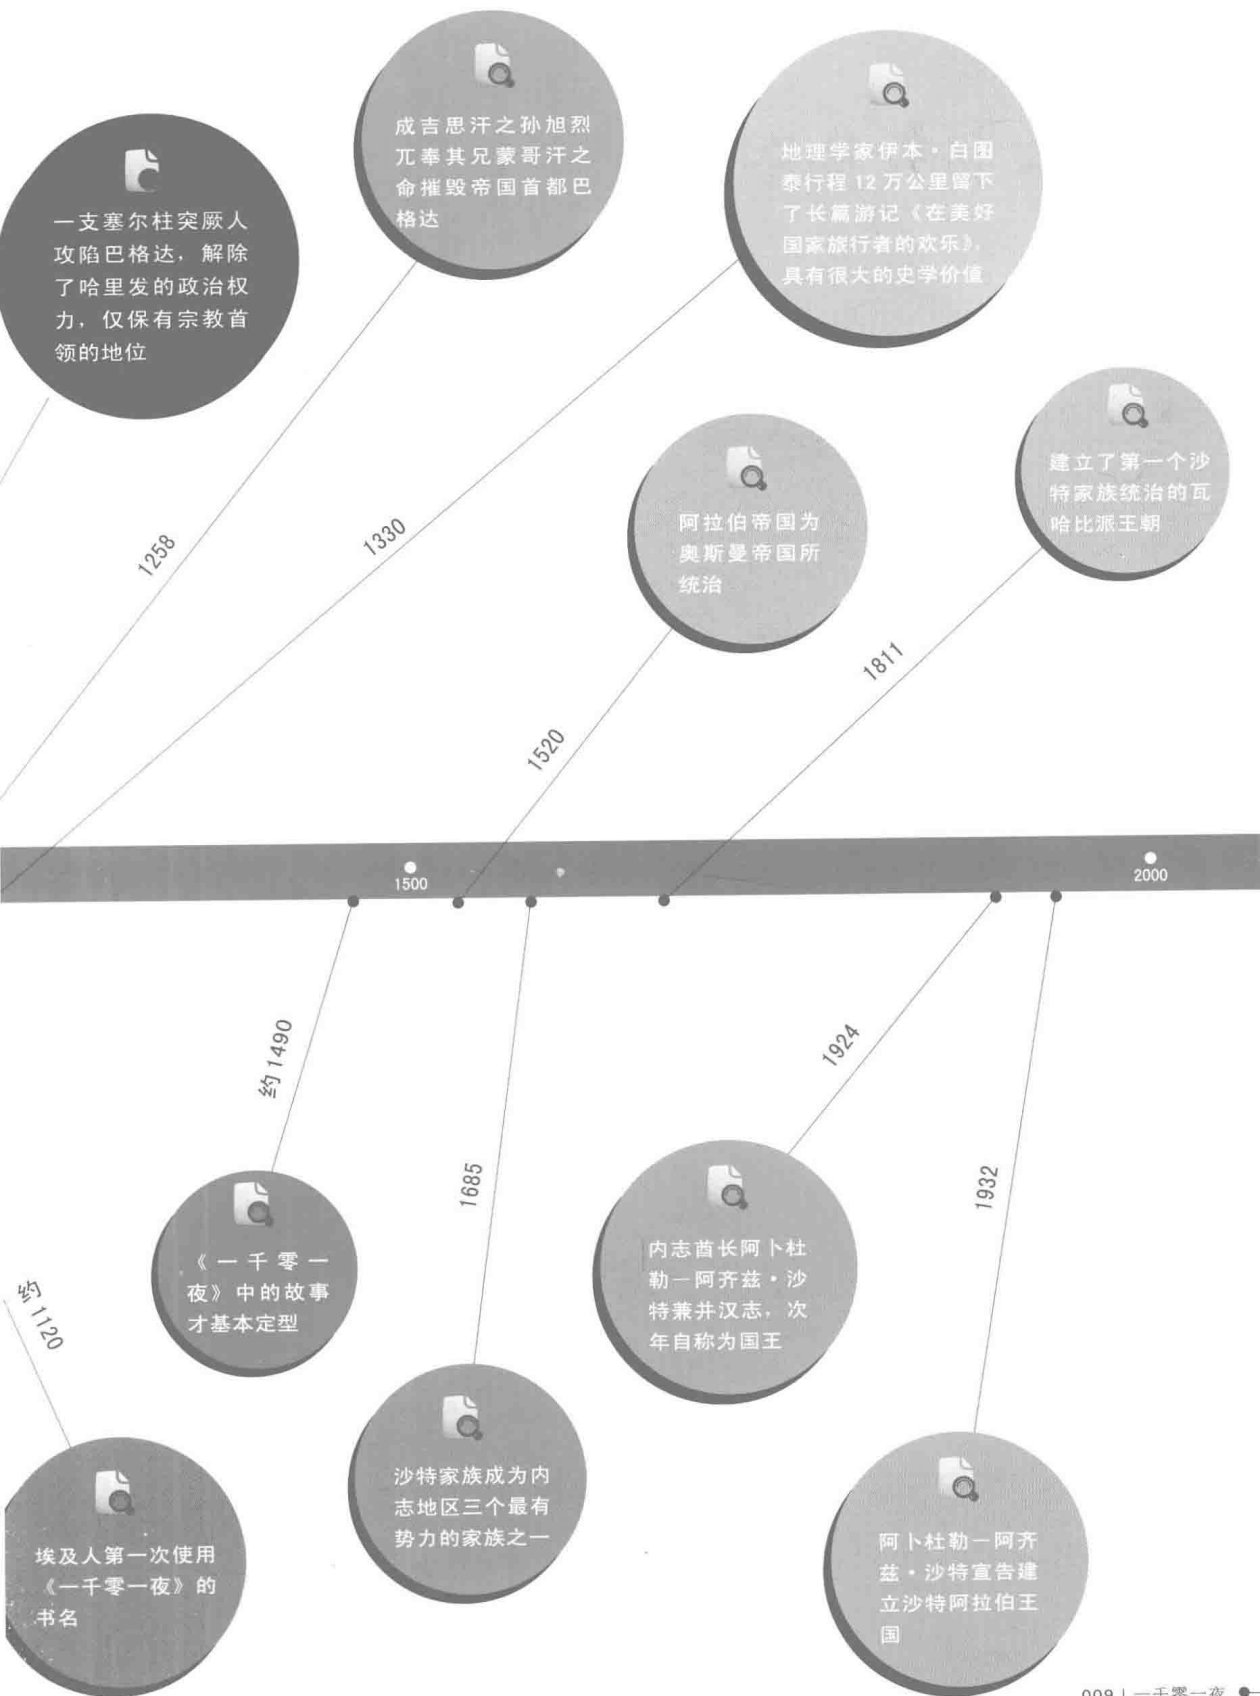 成吉思汗之孙旭烈
兀奉其兄蒙哥汗之
命摧毁帝国首都巴
格达
地理学家伊本·白图
泰行程12万公里留下
了长篇游记《在美好
国家旅行者的欢乐》，
具有很大的史学价值
一支塞尔柱突厥人
攻陷巴格达，解除
了哈里发的政治权
力，仅保有宗教首
领的地位
建立了第一个沙
特家族统治的瓦
哈比派王朝
阿拉伯帝国为
奥斯曼帝国所
统治
1258
1330
1811
1520
1500
2000
约1490
1924
1685
1932
《一千零一
夜》中的故事
才基本定型
内志酋长阿卜杜
勒－阿齐兹·沙
特兼并汉志，次
年自称为国王
约1120
沙特家族成为内
志地区三个最有
势力的家族之一
埃及人第一次使用
《一千零一夜》的
书名
阿卜杜勒－阿齐
兹·沙特宣告建
立沙特阿拉伯王
国
009 | 一千零一夜